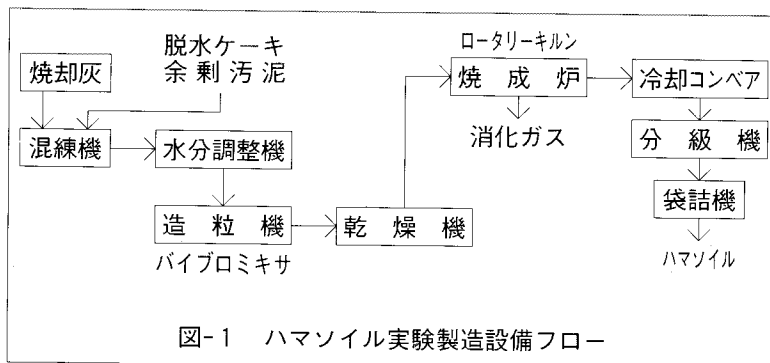 脱水ケーキ
余剰汚泥
焼却灰
混練機
水分調整機
造粒機
バイブロミキサ
乾燥機
ロータリーキルン
焼成炉
消化ガス
冷却コンベア
分級機
袋詰機
ハマソイル
図-1 ハマソイル実験製造設備フロー